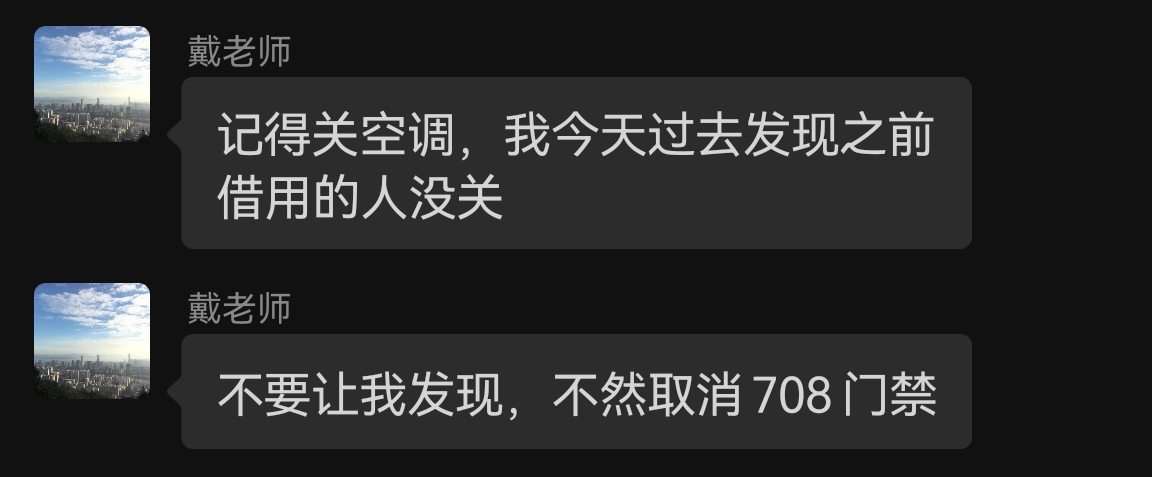 戴老师
记得关空调，我今天过去发现之前
借用的人没关
戴老师
不要让我发现，不然取消 708 门禁